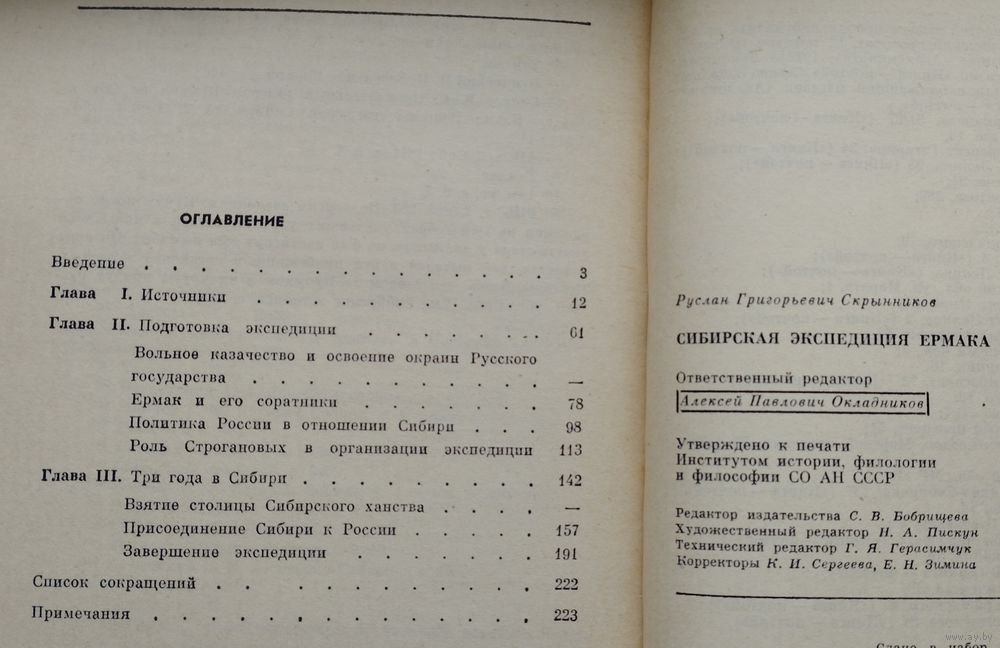 ОГЛАВЛЕНИЕ
Введение . . . . . . . . . . . . . . 3
Глава I. Источники . . . . . . . . . . 12
Глава II. Подготовка экспедиции . . . . . . 61
Вольное казачество и освоение окраин Русского
государства . . . . . . . . . . —
Ермак и его соратники . . . . . . 78
Политика России в отношении Сибири . . . 98
Роль Строгановых в организации экспедиции 113
Глава III. Три года в Сибири . . . . . . . . . 142
Взятие столицы Сибирского ханства . . . . —
Присоединение Сибири к России . . . . . 157
Завершение экспедиции . . . . . . . 191
Список сокращений . . . . . . . . . . . 222
Примечания . . . . . . . . . . . . . 223
Руслан Григорьевич Скрынников
СИБИРСКАЯ ЭКСПЕДИЦИЯ ЕРМАКА
Ответственный редактор
Алексей Павлович Окладников
Утверждено к печати
Институтом истории, филологии
и философии СО АН СССР
Редактор издательства С. В. Бобрищева
Художественный редактор Н. А. Пискун
Технический редактор Г. Я. Герасимчук
Корректоры К. И. Сергеева, Е. Н. Зимина
www.ay.by